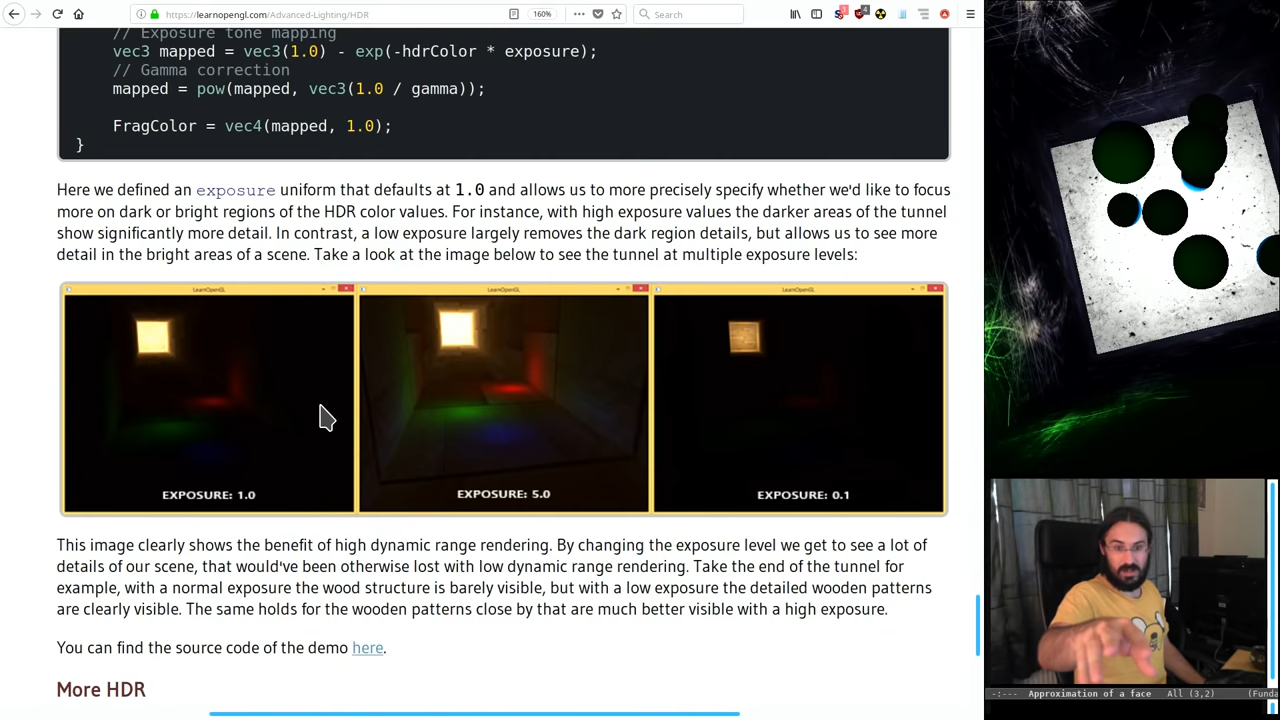 https://learnopengl.com/Advanced-Lighting/HDR
160%
Search
// Exposure tone mapping
vec3 mapped = vec3(1.0) - exp(-hdrColor * exposure);
// Gamma correction
mapped = pow(mapped, vec3(1.0 / gamma));
FragColor = vec4(mapped, 1.0);
}
Here we defined an exposure uniform that defaults at 1.0 and allows us to more precisely specify whether we'd like to focus
more on dark or bright regions of the HDR color values. For instance, with high exposure values the darker areas of the tunnel
show significantly more detail. In contrast, a low exposure largely removes the dark region details, but allows us to see more
detail in the bright areas of a scene. Take a look at the image below to see the tunnel at multiple exposure levels:
LearnOpenGL
LearnOpenGL
LearnOpenGL
EXPOSURE: 1.0
EXPOSURE: 5.0
EXPOSURE: 0.1
This image clearly shows the benefit of high dynamic range rendering. By changing the exposure level we get to see a lot of
details of our scene, that would've been otherwise lost with low dynamic range rendering. Take the end of the tunnel for
example, with a normal exposure the wood structure is barely visible, but with a low exposure the detailed wooden patterns
are clearly visible. The same holds for the wooden patterns close by that are much better visible with a high exposure.
You can find the source code of the demo here.
More HDR
-:--- Approximation of a face All (3,2) (Funda